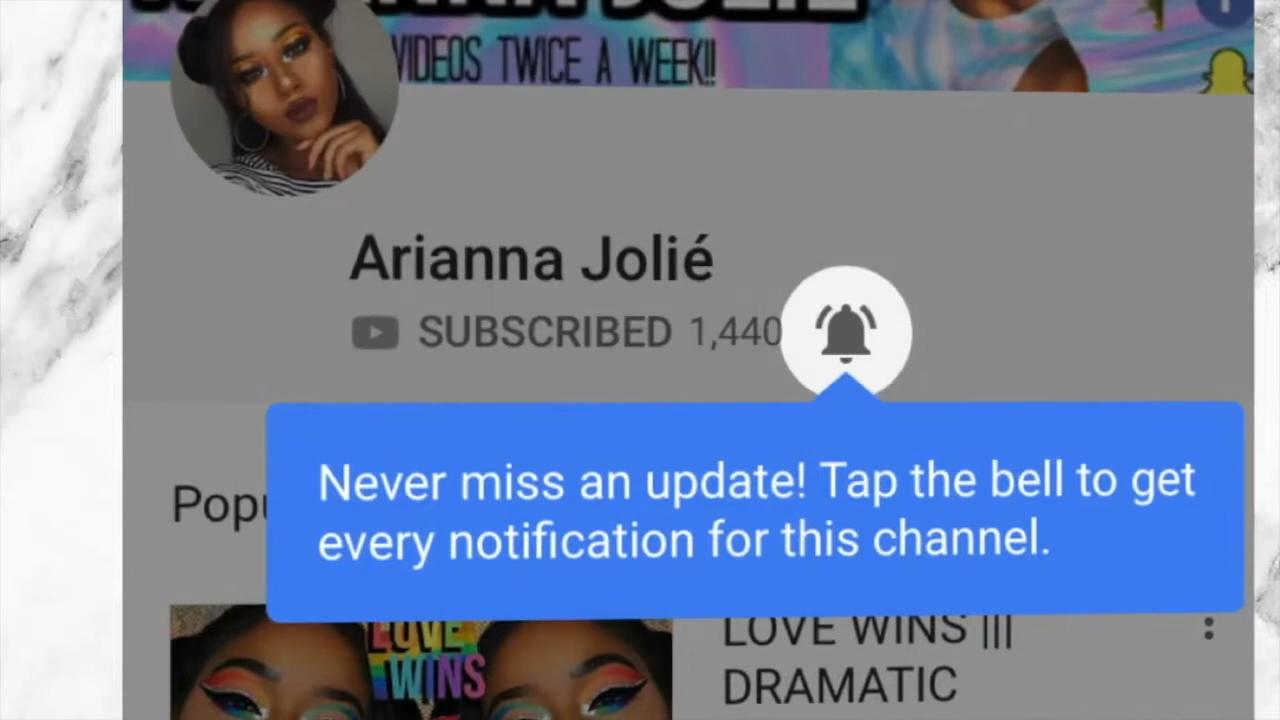 VIDEOS TWICE A WEEK!!
Arianna Jolié
SUBSCRIBED 1,440
Never miss an update! Tap the bell to get
every notification for this channel.
LOVE WINS |||
DRAMATIC
LOVE
WINS